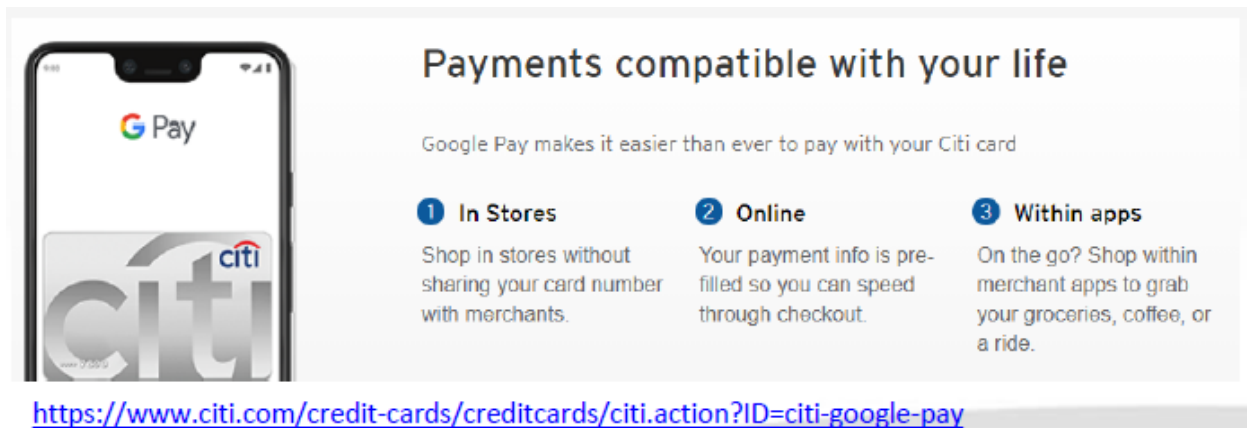 G Pay
citi
citi
Payments compatible with your life
Google Pay makes it easier than ever to pay with your Citi card
1 In Stores
Shop in stores without
sharing your card number
with merchants.
2 Online
Your payment info is pre-
filled so you can speed
through checkout.
3 Within apps
On the go? Shop within
merchant apps to grab
your groceries, coffee, or
a ride.
https://www.citi.com/credit-cards/creditcards/citi.action?ID=citi-google-pay